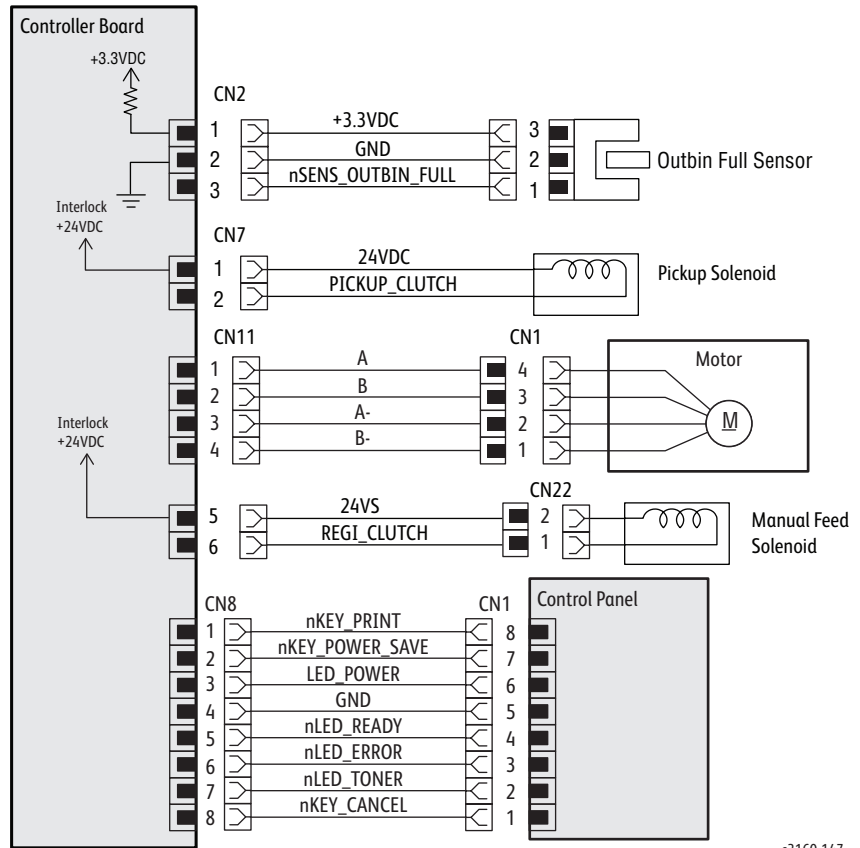 Controller Board
+3.3VDC
CN2
1 +3.3VDC 3
2 GND 2 Outbin Full Sensor
3 nSENS_OUTBIN_FULL 1
Interlock
+24VDC
CN7
1 24VDC
2 PICKUP_CLUTCH
Pickup Solenoid
CN11 CN1
Motor
1 A 4
2 B 3
3 A- 2
4 B- 1
M
Interlock
+24VDC
CN22
5 24VS 2
6 REGI_CLUTCH 1
Manual Feed
Solenoid
CN8 CN1 Control Panel
1 nKEY_PRINT 8
2 nKEY_POWER_SAVE 7
3 LED_POWER 6
4 GND 5
5 nLED_READY 4
6 nLED_ERROR 3
7 nLED_TONER 2
8 nKEY_CANCEL 1